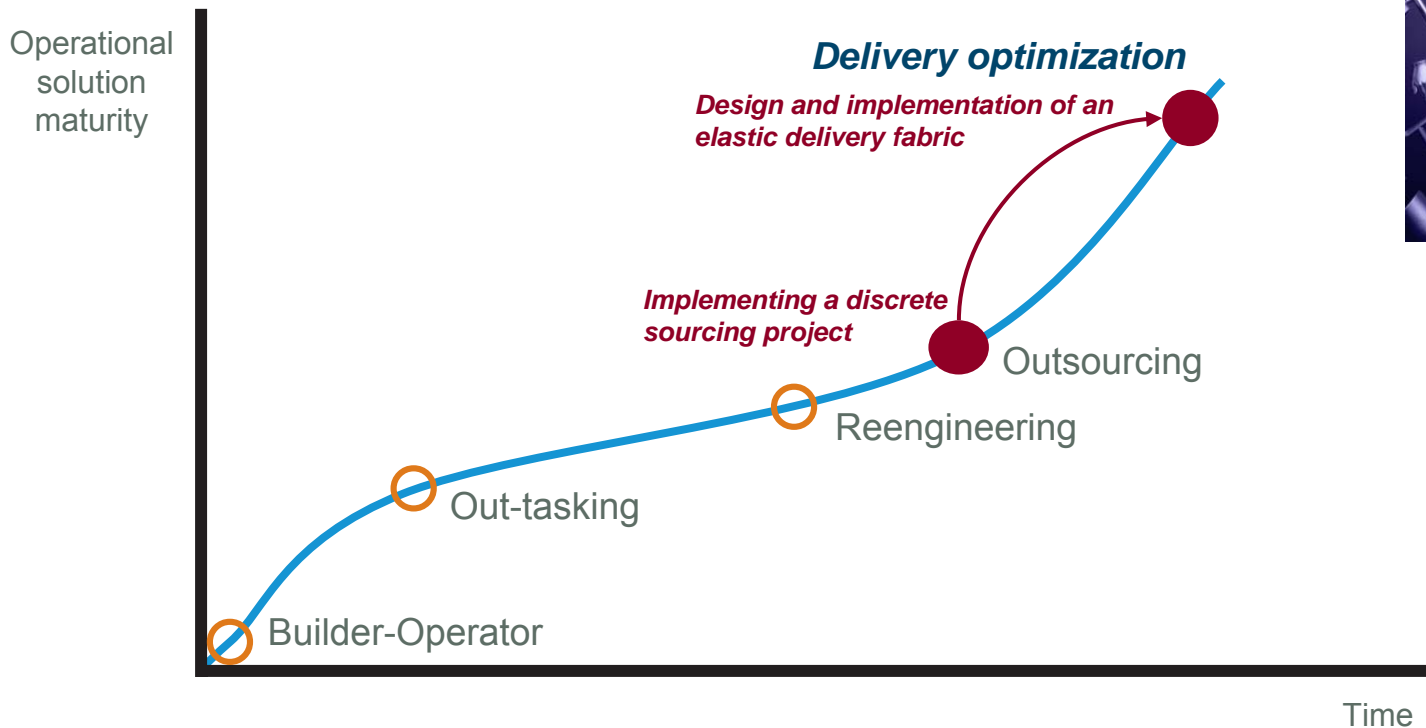 Operational
solution
maturity
Delivery optimization
Design and implementation of an
elastic delivery fabric
Implementing a discrete
sourcing project
Outsourcing
Reengineering
Out-tasking
Builder-Operator
Time